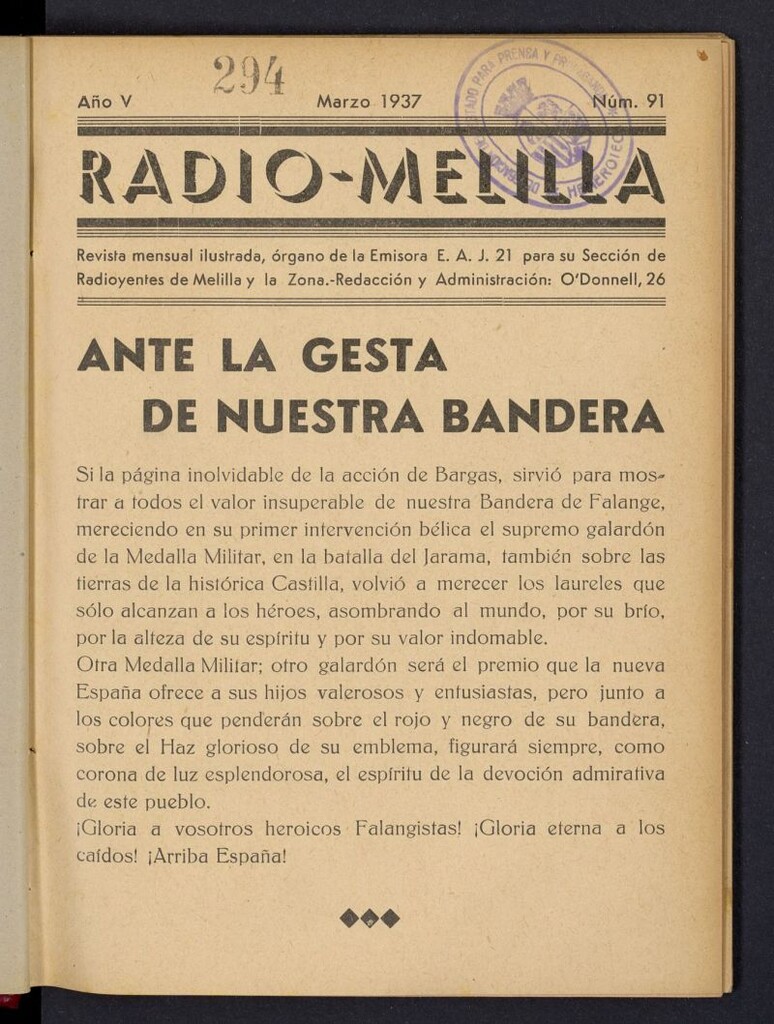 294
Año V Marzo 1937 Núm. 91
RADIO-MELILLA
Revista mensual ilustrada, órgano de la Emisora E. A. J. 21 para su Sección de
Radioyentes de Melilla y la Zona.-Redacción y Administración: O'Donnell, 26
ANTE LA GESTA
DE NUESTRA BANDERA
Si la página inolvidable de la acción de Bargas, sirvió para mos-
trar a todos el valor insuperable de nuestra Bandera de Falange,
mereciendo en su primer intervención bélica el supremo galardón
de la Medalla Militar, en la batalla del Jarama, también sobre las
tierras de la histórica Castilla, volvió a merecer los laureles que
sólo alcanzan a los héroes, asombrando al mundo, por su brío,
por la alteza de su espíritu y por su valor indomable.
Otra Medalla Militar; otro galardón será el premio que la nueva
España ofrece a sus hijos valerosos y entusiastas, pero junto a
los colores que penderán sobre el rojo y negro de su bandera,
sobre el Haz glorioso de su emblema, figurará siempre, como
corona de luz esplendorosa, el espíritu de la devoción admirativa
de este pueblo.
¡Gloria a vosotros heroicos Falangistas! ¡Gloria eterna a los
caídos! ¡Arriba España!
PARA PRENSA Y
HEMEROTEC